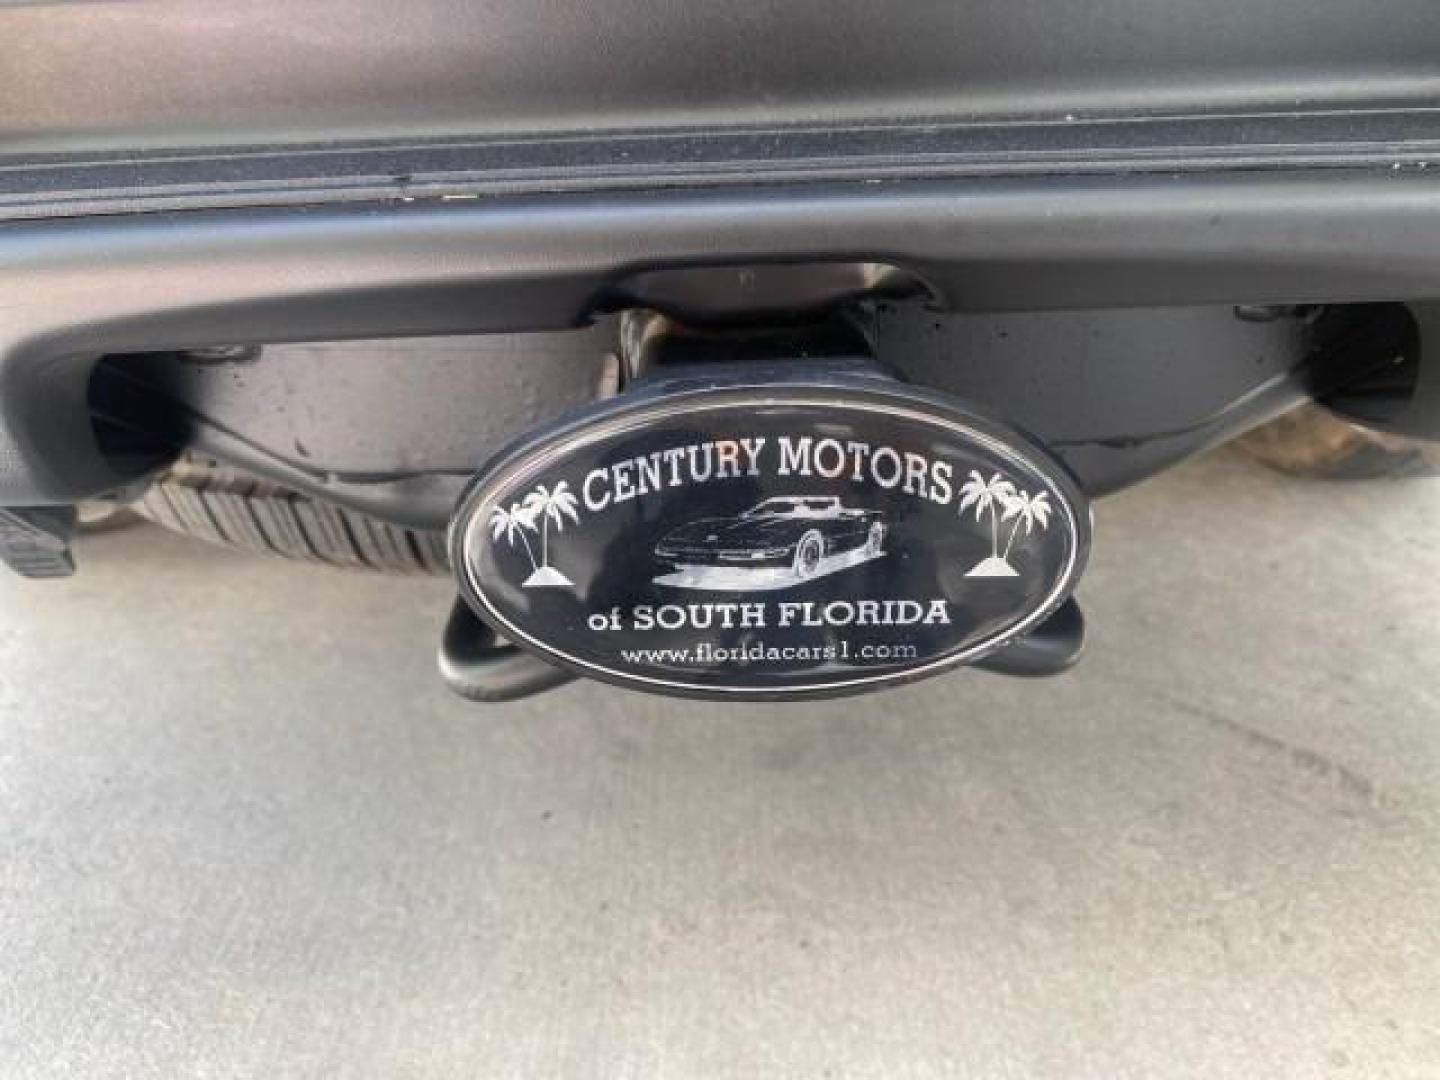 CENTURY MOTORS
of SOUTH FLORIDA
www.floridacars1.com